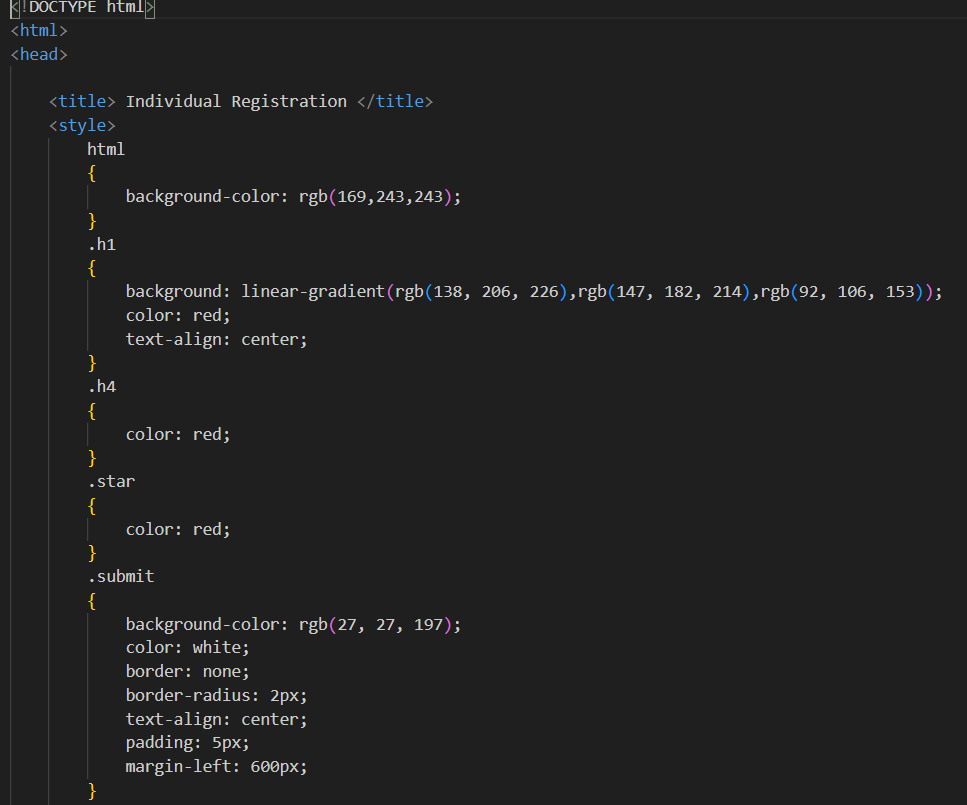 <!DOCTYPE html>
<html>
<head>
<title> Individual Registration </title>
<style>
html
{
background-color: rgb(169,243,243);
}
.h1
{
background: linear-gradient(rgb(138, 206, 226),rgb(147, 182, 214),rgb(92, 106, 153));
color: red;
text-align: center;
}
.h4
{
color: red;
}
.star
{
color: red;
}
.submit
{
background-color: rgb(27, 27, 197);
color: white;
border: none;
border-radius: 2px;
text-align: center;
padding: 5px;
margin-left: 600px;
}